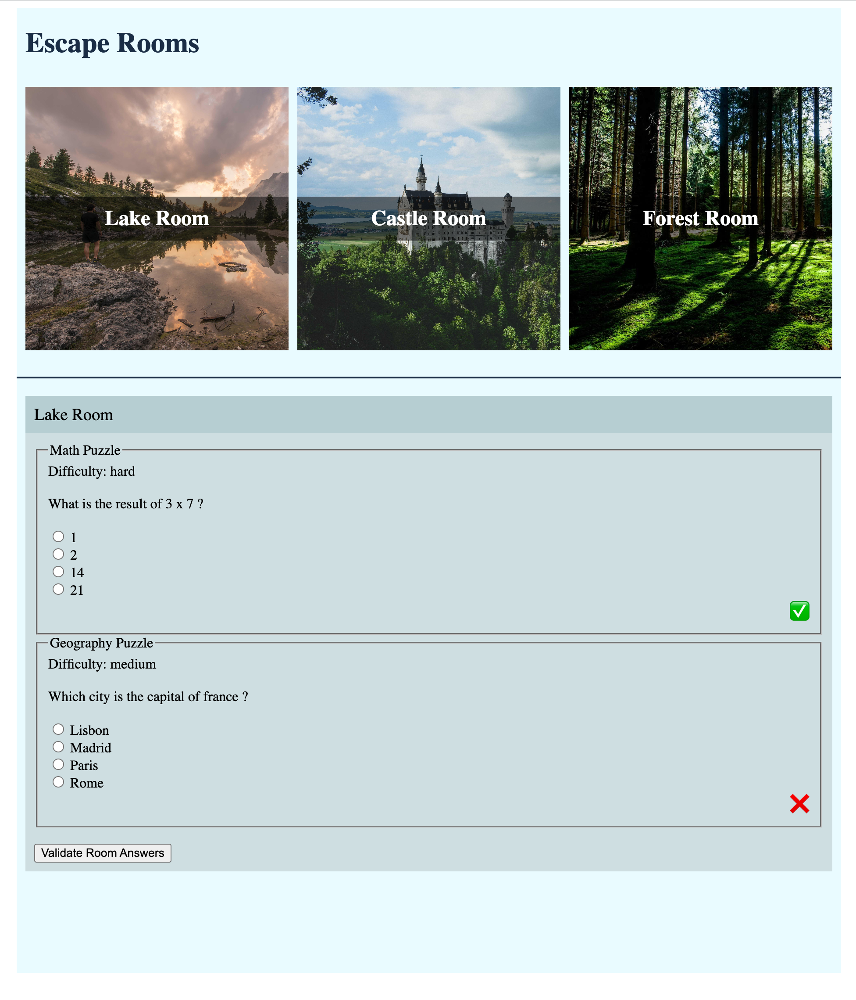 Escape Rooms
Lake Room
Castle Room
Forest Room
Lake Room
Math Puzzle
Difficulty: hard
What is the result of 3 x 7 ?
1
2
14
21
Geography Puzzle
Difficulty: medium
Which city is the capital of france ?
Lisbon
Madrid
Paris
Rome
Validate Room Answers